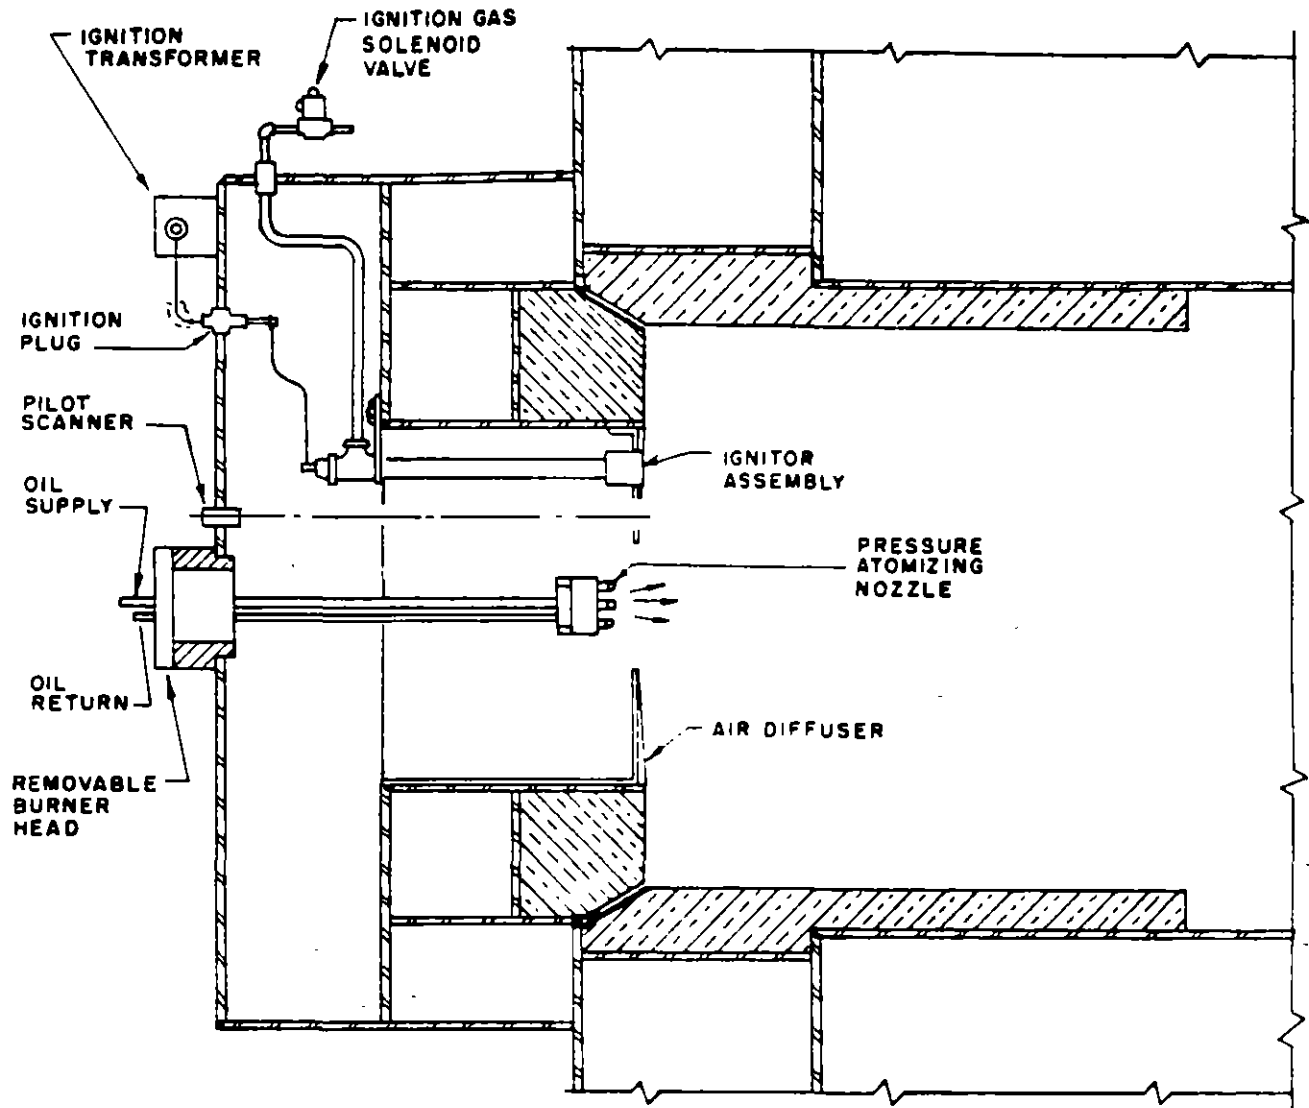 IGNITION
TRANSFORMER
IGNITION GAS
SOLENOID
VALVE
IGNITION
PLUG
PILOT
SCANNER
OIL
SUPPLY
OIL
RETURN
REMOVABLE
BURNER
HEAD
IGNITOR
ASSEMBLY
PRESSURE
ATOMIZING
NOZZLE
AIR DIFFUSER